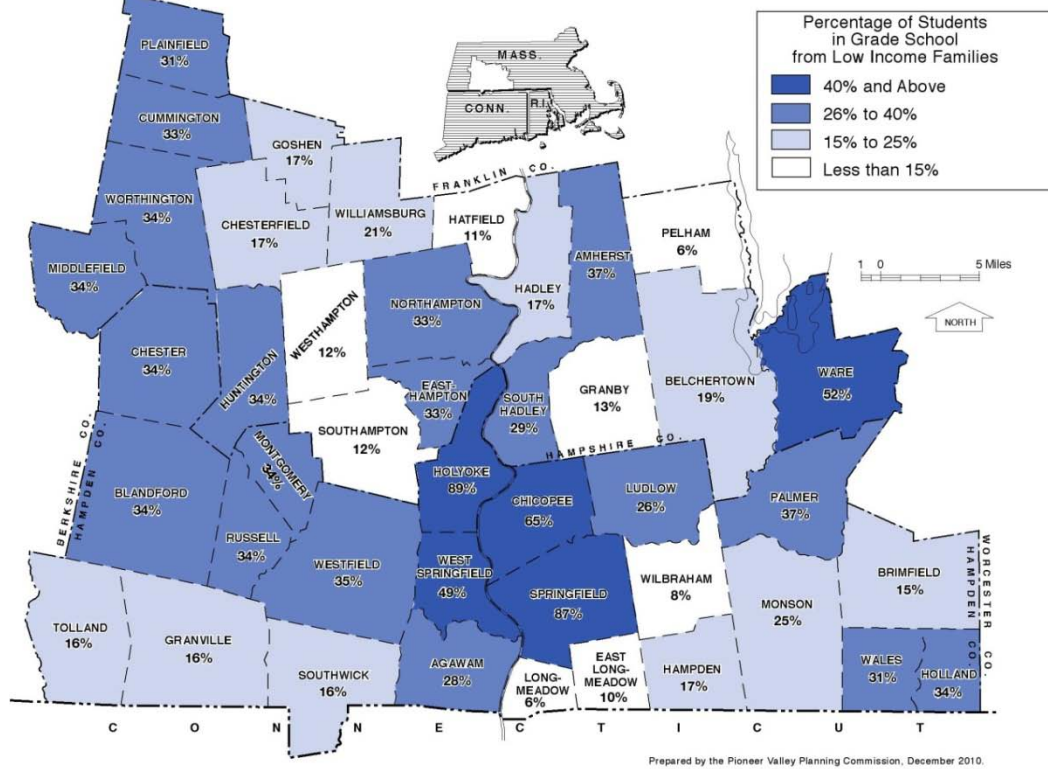 Percentage of Students
in Grade School
from Low Income Families
40% and Above
26% to 40%
15% to 25%
Less than 15%
MASS.
CONN.
R.I.
1 0 5 Miles
NORTH
PLAINFIELD
31%
CUMMINGTON
33%
GOSHEN
17%
WORTHINGTON
34%
CHESTERFIELD
17%
WILLIAMSBURG
21%
FRANKLIN CO.
HATFIELD
11%
HADLEY
17%
AMHERST
37%
PELHAM
6%
MIDDLEFIELD
34%
NORTHAMPTON
33%
WESTHAMPTON
12%
CHESTER
34%
HUNTINGTON
34%
EAST-
HAMPTON
33%
SOUTH
HADLEY
29%
GRANBY
13%
BELCHERTOWN
19%
WARE
52%
SOUTHAMPTON
12%
MONTGOMERY
34%
HAMPSHIRE CO.
HOLYOKE
89%
CHICOPEE
65%
LUDLOW
26%
PALMER
37%
BERKSHIRE CO.
HAMPDEN CO.
BLANDFORD
34%
RUSSELL
34%
WESTFIELD
35%
WEST
SPRINGFIELD
49%
SPRINGFIELD
87%
WILBRAHAM
8%
MONSON
25%
BRIMFIELD
15%
HAMPDEN CO.
WORCESTER CO.
TOLLAND
16%
GRANVILLE
16%
SOUTHWICK
16%
AGAWAM
28%
LONG-
MEADOW
6%
EAST
LONG-
MEADOW
10%
HAMPDEN
17%
WALES
31%
HOLLAND
34%
C O N N E C T I C U T
Prepared by the Pioneer Valley Planning Commission, December 2010.